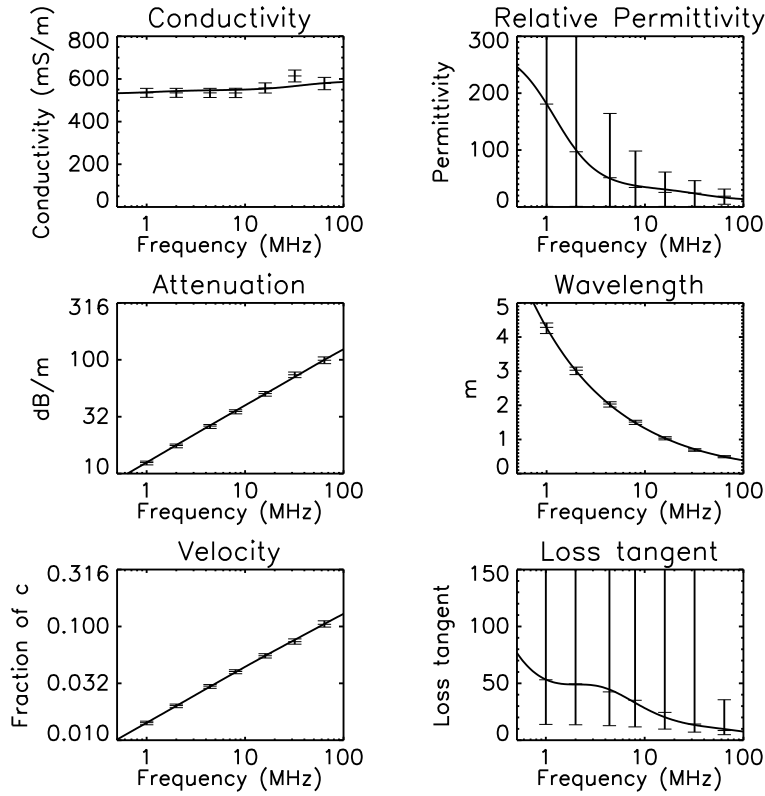 Conductivity
Conductivity (mS/m)
800
600
400
200
0
1
10
100
Frequency (MHz)
Relative Permittivity
Permittivity
300
200
100
0
1
10
100
Frequency (MHz)
Attenuation
dB/m
316
100
32
10
1
10
100
Frequency (MHz)
Wavelength
m
5
4
3
2
1
0
1
10
100
Frequency (MHz)
Velocity
Fraction of c
0.316
0.100
0.032
0.010
1
10
100
Frequency (MHz)
Loss tangent
Loss tangent
150
100
50
0
1
10
100
Frequency (MHz)